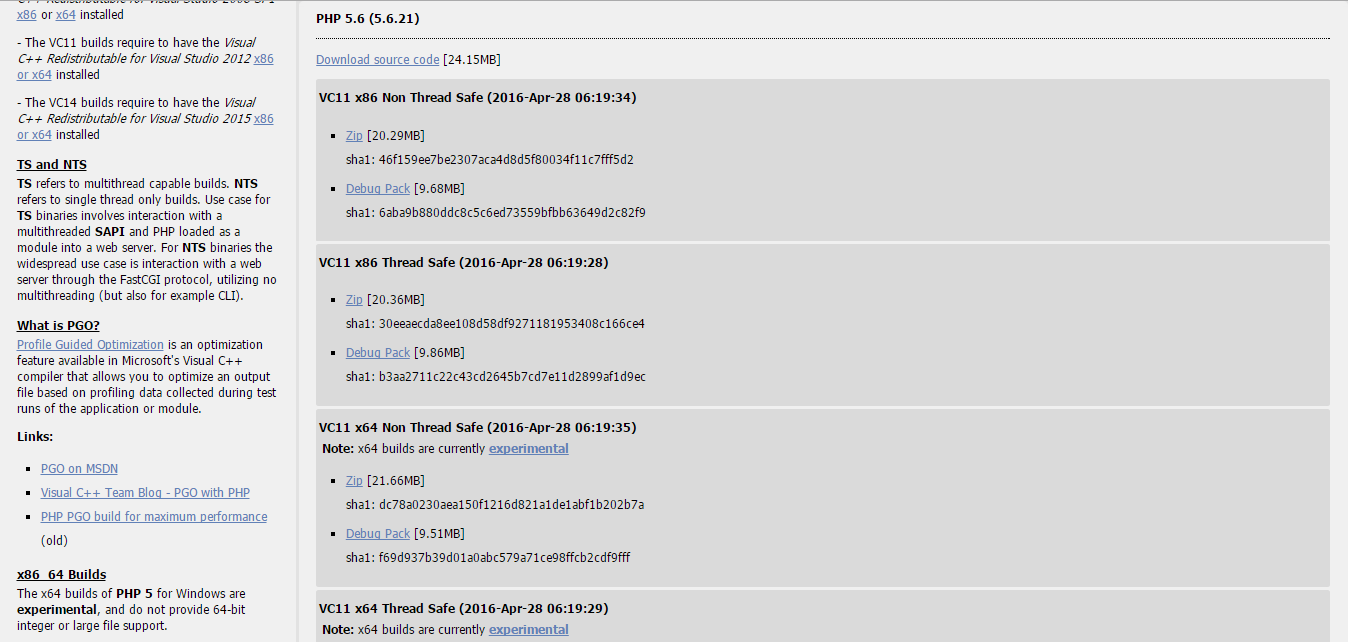 C++ Redistributable for Visual Studio 2008 SP1
x86 or x64 installed
- The VC11 builds require to have the Visual
C++ Redistributable for Visual Studio 2012 x86
or x64 installed
- The VC14 builds require to have the Visual
C++ Redistributable for Visual Studio 2015 x86
or x64 installed
TS and NTS
TS refers to multithread capable builds. NTS
refers to single thread only builds. Use case for
TS binaries involves interaction with a
multithreaded SAPI and PHP loaded as a
module into a web server. For NTS binaries the
widespread use case is interaction with a web
server through the FastCGI protocol, utilizing no
multithreading (but also for example CLI).
What is PGO?
Profile Guided Optimization is an optimization
feature available in Microsoft's Visual C++
compiler that allows you to optimize an output
file based on profiling data collected during test
runs of the application or module.
Links:
PGO on MSDN
Visual C++ Team Blog - PGO with PHP
PHP PGO build for maximum performance
(old)
x86_64 Builds
The x64 builds of PHP 5 for Windows are
experimental, and do not provide 64-bit
integer or large file support.
PHP 5.6 (5.6.21)
Download source code [24.15MB]
VC11 x86 Non Thread Safe (2016-Apr-28 06:19:34)
Zip [20.29MB]
sha1: 46f159ee7be2307aca4d8d5f80034f11c7fff5d2
Debug Pack [9.68MB]
sha1: 6aba9b880ddc8c5c6ed73559bfbb63649d2c82f9
VC11 x86 Thread Safe (2016-Apr-28 06:19:28)
Zip [20.36MB]
sha1: 30eeaecda8ee108d58df9271181953408c166ce4
Debug Pack [9.86MB]
sha1: b3aa2711c22c43cd2645b7cd7e11d2899af1d9ec
VC11 x64 Non Thread Safe (2016-Apr-28 06:19:35)
Note: x64 builds are currently experimental
Zip [21.66MB]
sha1: dc78a0230aea150f1216d821a1de1abf1b202b7a
Debug Pack [9.51MB]
sha1: f69d937b39d01a0abc579a71ce98ffcb2cdf9fff
VC11 x64 Thread Safe (2016-Apr-28 06:19:29)
Note: x64 builds are currently experimental